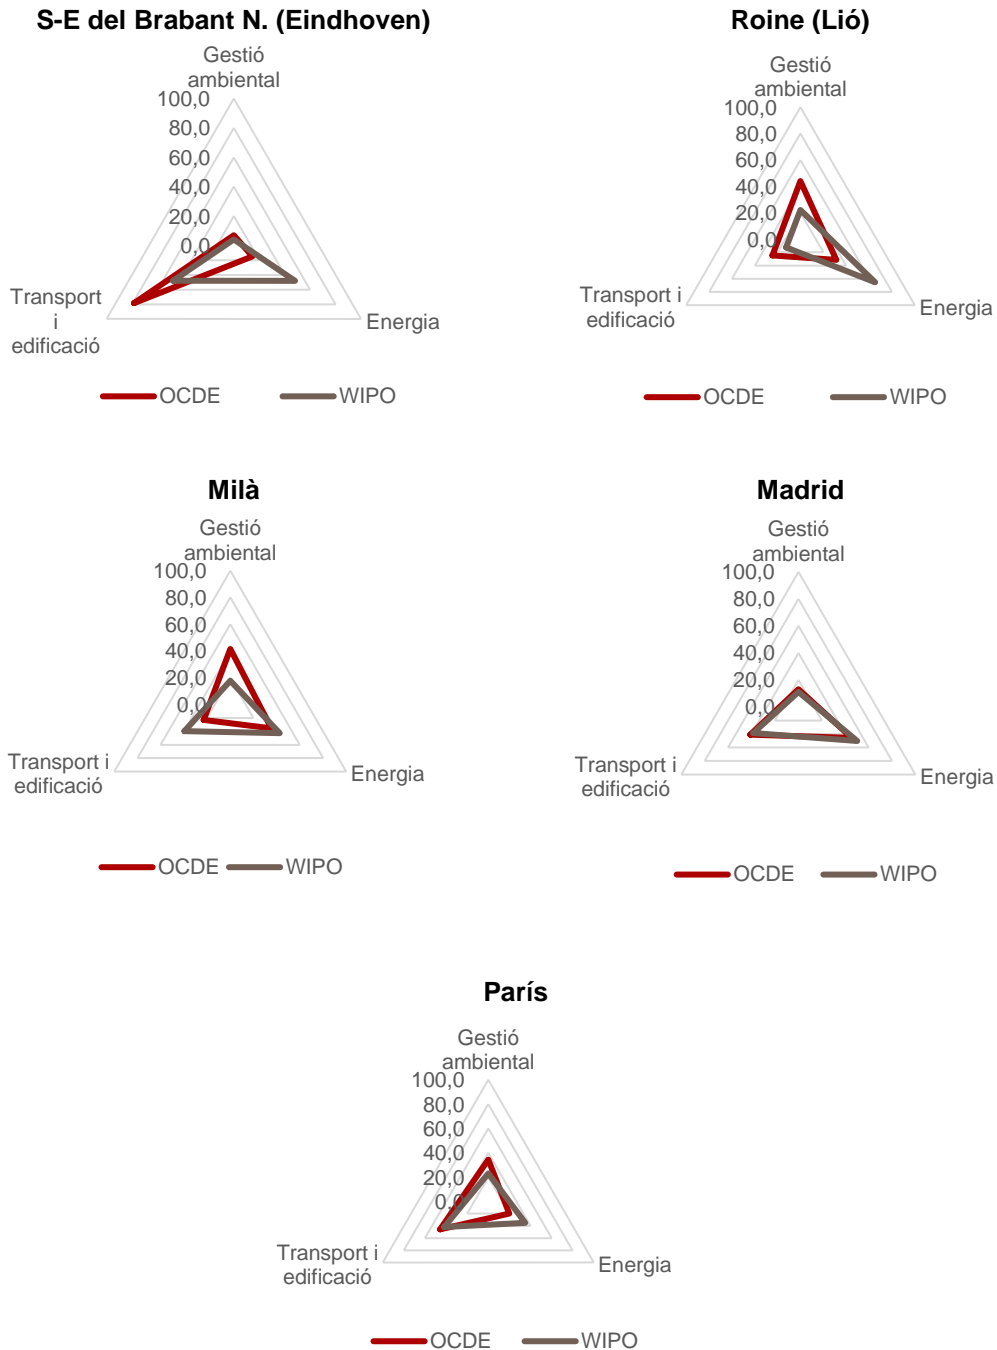 S-E del Brabant N. (Eindhoven)
Gestió
ambiental
100,0
80,0
60,0
40,0
20,0
0,0
Transport
i
edificació
Energia
OCDE WIPO
Roine (Lió)
Gestió
ambiental
100,0
80,0
60,0
40,0
20,0
0,0
Transport i
edificació
Energia
OCDE WIPO
Milà
Gestió
ambiental
100,0
80,0
60,0
40,0
20,0
0,0
Transport i
edificació
Energia
OCDE WIPO
Madrid
Gestió
ambiental
100,0
80,0
60,0
40,0
20,0
0,0
Transport i
edificació
Energia
OCDE WIPO
París
Gestió
ambiental
100,0
80,0
60,0
40,0
20,0
0,0
Transport i
edificació
Energia
OCDE WIPO